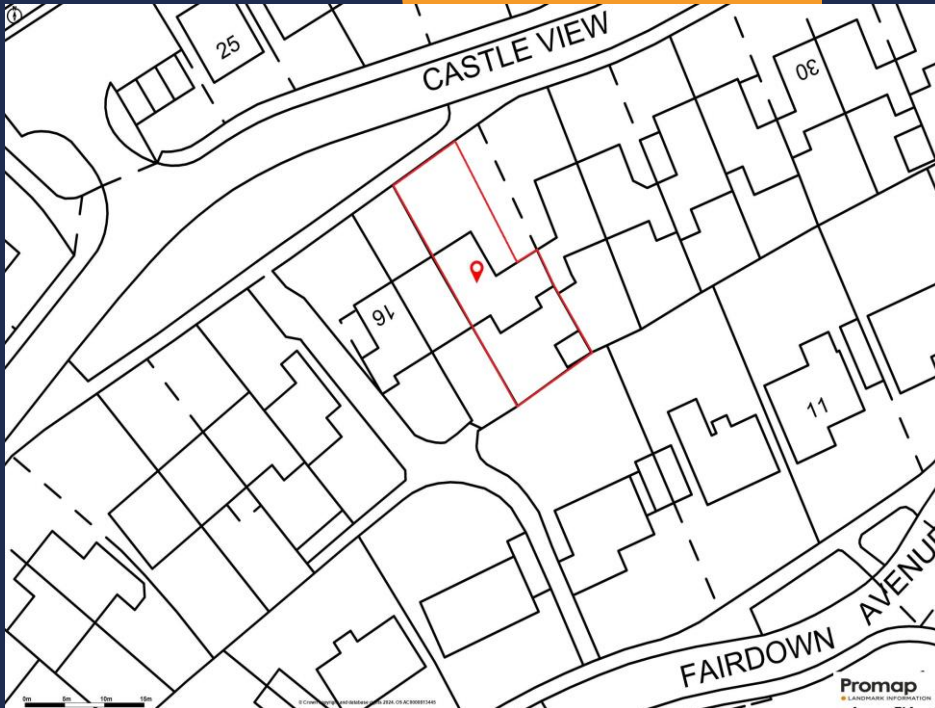 25
CASTLE VIEW
30
16
11
FAIRDOWN AVENUE
0m 5m 10m 15m
Promap
LANDMARK INFORMATION